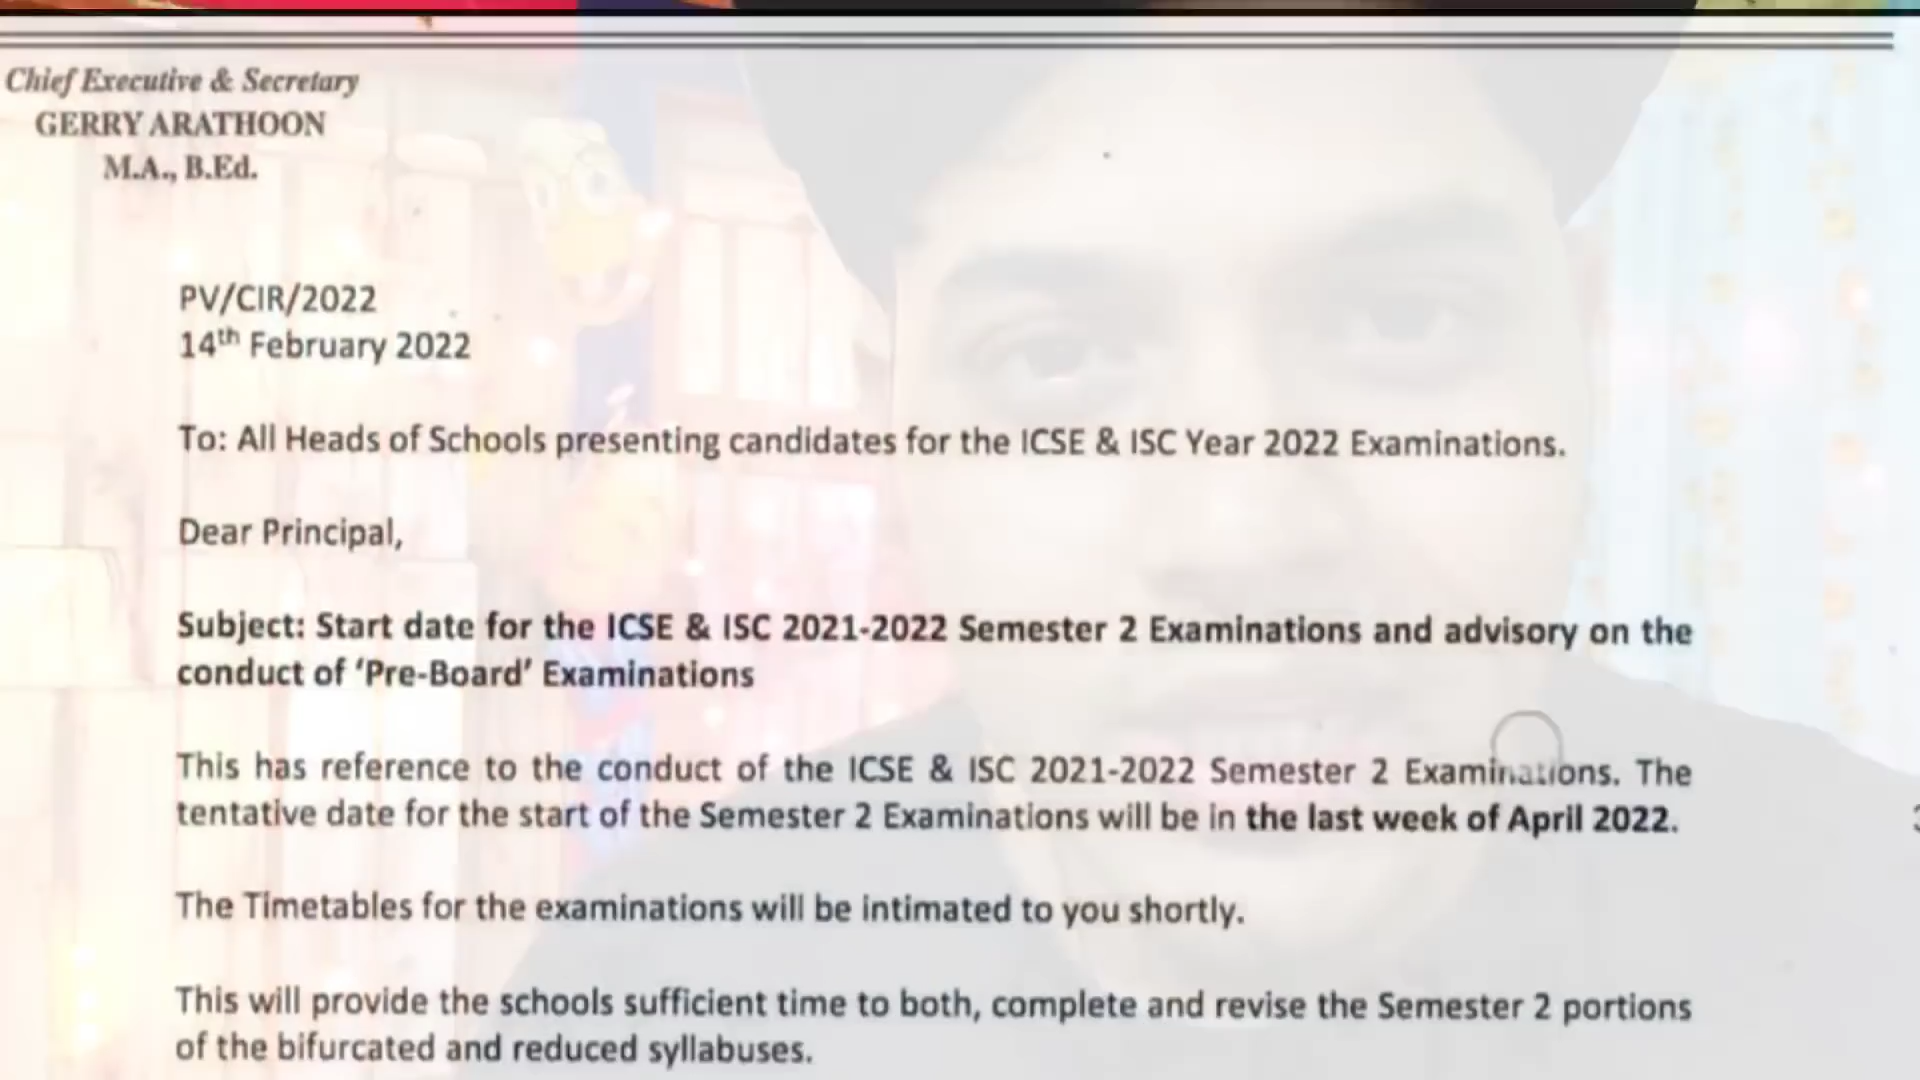 Chief Executive & Secretary
GERRY ARATHOON
M.A., B.Ed.
PV/CIR/2022
14th February 2022
To: All Heads of Schools presenting candidates for the ICSE & ISC Year 2022 Examinations.
Dear Principal,
Subject: Start date for the ICSE & ISC 2021-2022 Semester 2 Examinations and advisory on the
conduct of ‘Pre-Board’ Examinations
This has reference to the conduct of the ICSE & ISC 2021-2022 Semester 2 Examinations. The
tentative date for the start of the Semester 2 Examinations will be in the last week of April 2022.
The Timetables for the examinations will be intimated to you shortly.
This will provide the schools sufficient time to both, complete and revise the Semester 2 portions
of the bifurcated and reduced syllabuses.